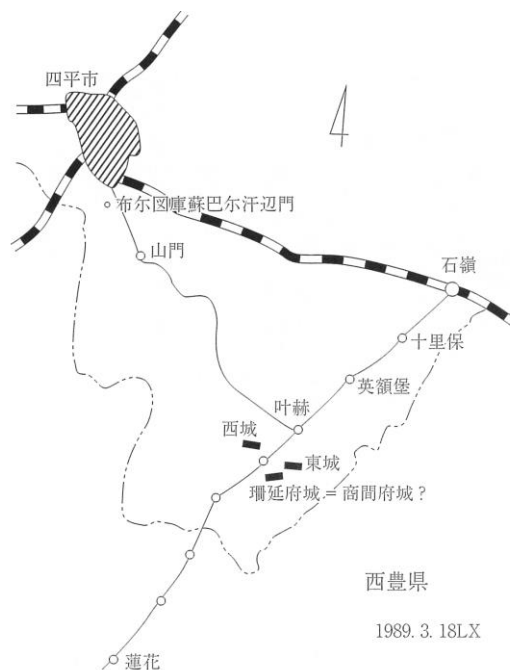 四平市
布尔図庫蘇巴尔汗辺門
山門
石嶺
十里保
英額堡
叶赫
西城
東城
珊延府城=商間府城?
西豊県
1989.3.18LX
蓮花